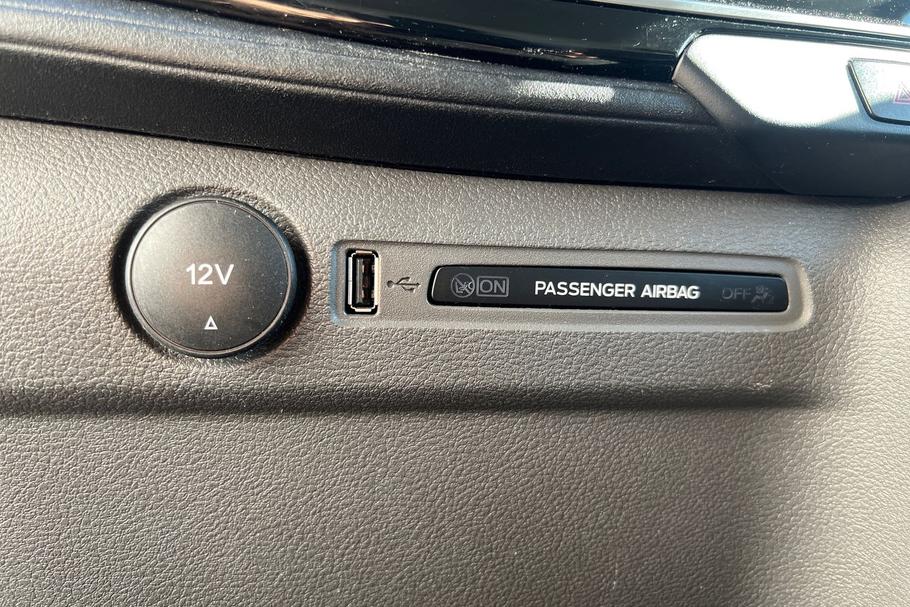 12V
ON PASSENGER AIRBAG OFF